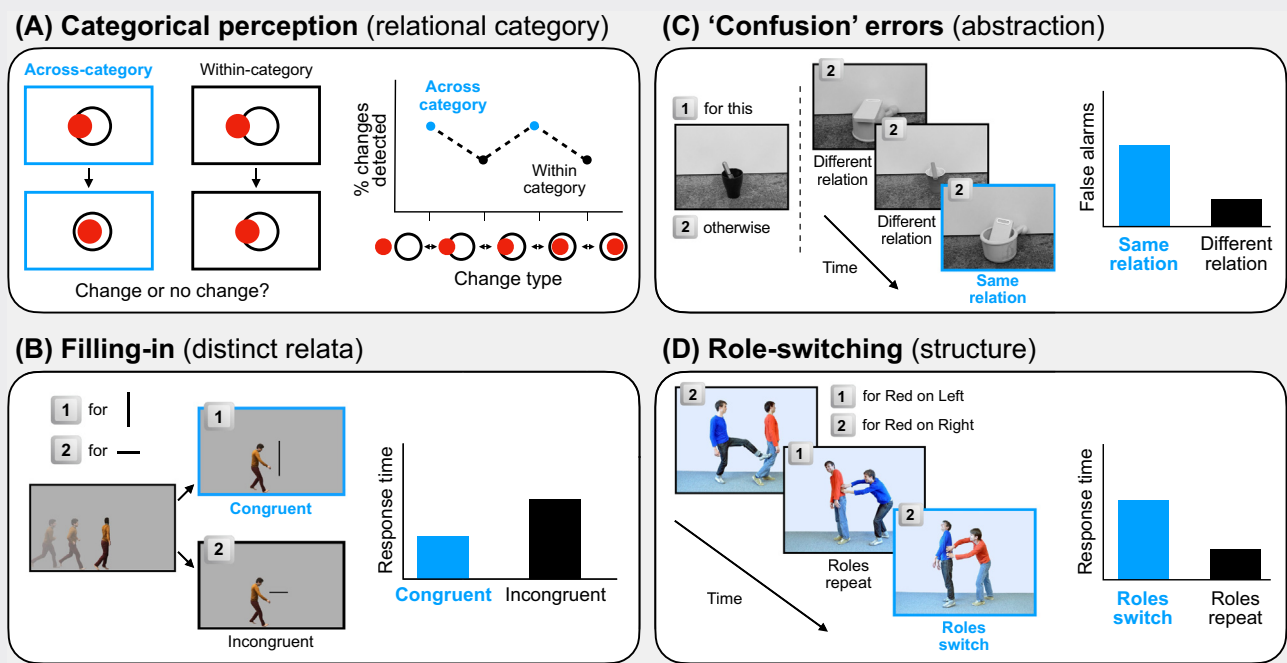 (A) Categorical perception (relational category)
Across-category
Within-category
Change or no change?
% changes
detected
Across
category
Within
category
Change type
(C) ‘Confusion’ errors (abstraction)
1 for this
2 otherwise
2
Different
relation
2
Different
relation
2
Same
relation
Time
False alarms
Same
relation
Different
relation
(B) Filling-in (distinct relata)
1 for
2 for
1
Congruent
2
Incongruent
Response time
Congruent
Incongruent
(D) Role-switching (structure)
2
1 for Red on Left
2 for Red on Right
1
Roles
repeat
2
Roles
switch
Time
Response time
Roles
switch
Roles
repeat